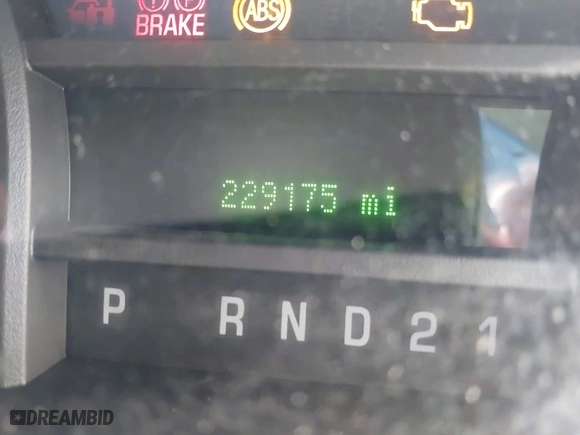 (!) (P)
BRAKE
(ABS)
229175 mi
P R N D 2 1
DREAMBID